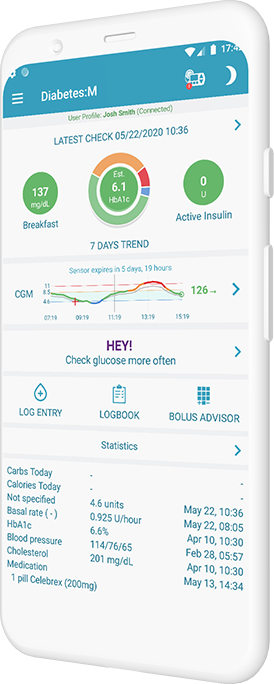 17:43
Diabetes:M
User Profile: Josh Smith (Connected)
LATEST CHECK 05/22/2020 10:36
137
mg/dL
Breakfast
Est.
6.1
HbA1c
0
U
Active Insulin
7 DAYS TREND
Sensor expires in 5 days, 19 hours
CGM
11
8.5
4.6
126→
07:19 09:19 11:19 13:19 15:19
HEY!
Check glucose more often
LOG ENTRY
LOGBOOK
BOLUS ADVISOR
Statistics
Carbs Today - -
Calories Today - -
Not specified 4.6 units May 22, 10:36
Basal rate ( - ) 0.925 U/hour May 22, 08:05
HbA1c 6.6% Apr 10, 10:30
Blood pressure 114/76/65 Feb 28, 05:57
Cholesterol 201 mg/dL Apr 10, 10:30
Medication May 13, 14:34
1 pill Celebrex (200mg)